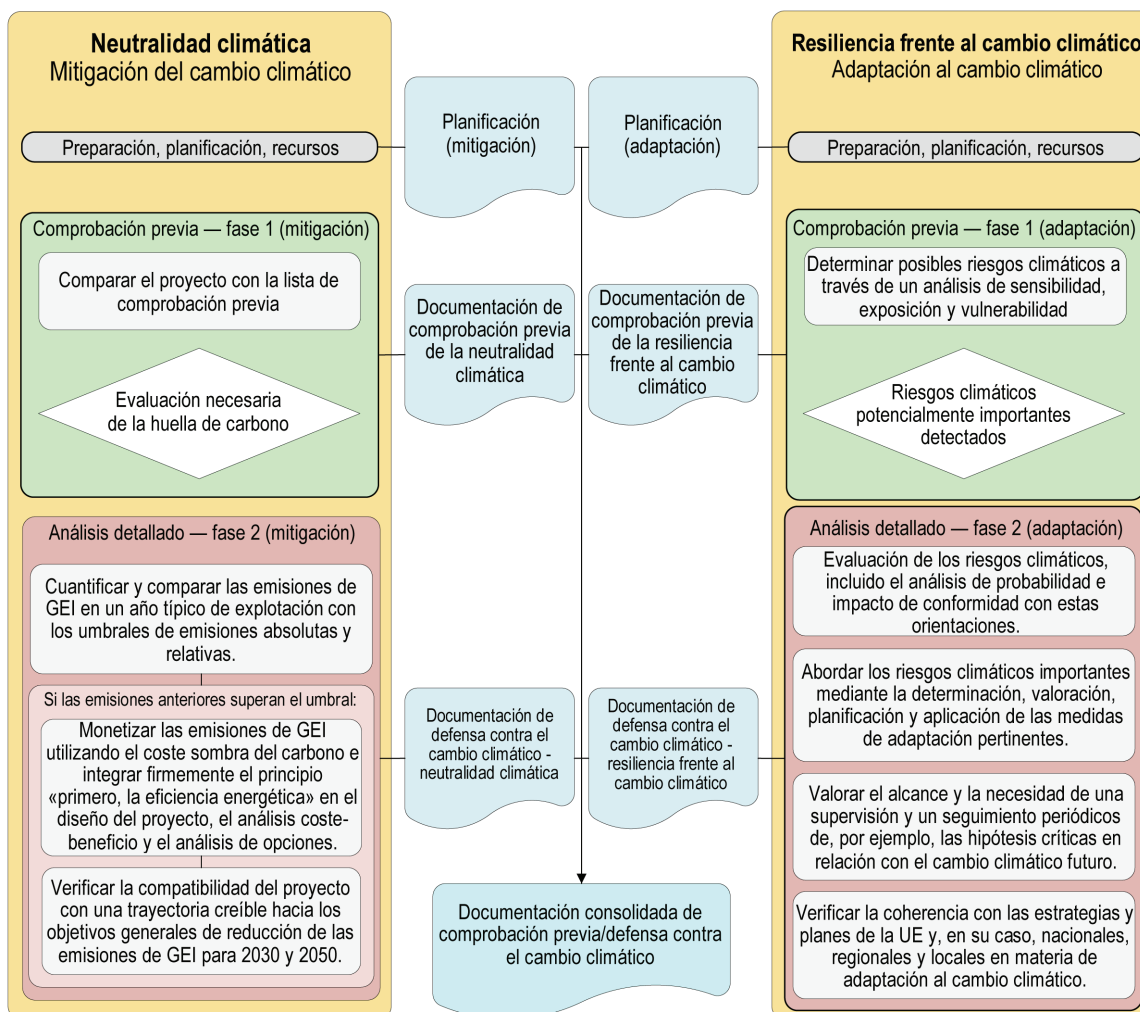 Neutralidad climática
Mitigación del cambio climático
Preparación, planificación, recursos
Comprobación previa — fase 1 (mitigación)
Comparar el proyecto con la lista de
comprobación previa
Evaluación necesaria
de la huella de carbono
Análisis detallado — fase 2 (mitigación)
Cuantificar y comparar las emisiones de
GEI en un año típico de explotación con
los umbrales de emisiones absolutas y
relativas.
Si las emisiones anteriores superan el umbral:
Monetizar las emisiones de GEI
utilizando el coste sombra del carbono e
integrar firmemente el principio
«primero, la eficiencia energética» en el
diseño del proyecto, el análisis coste-
beneficio y el análisis de opciones.
Verificar la compatibilidad del proyecto
con una trayectoria creíble hacia los
objetivos generales de reducción de las
emisiones de GEI para 2030 y 2050.
Planificación
(mitigación)
Planificación
(adaptación)
Documentación de
comprobación previa
de la neutralidad
climática
Documentación de
comprobación previa
de la resiliencia
frente al cambio
climático
Documentación de
defensa contra el
cambio climático -
neutralidad climática
Documentación de
defensa contra el
cambio climático -
resiliencia frente al
cambio climático
Documentación consolidada de
comprobación previa/defensa contra
el cambio climático
Resiliencia frente al cambio climático
Adaptación al cambio climático
Preparación, planificación, recursos
Comprobación previa — fase 1 (adaptación)
Determinar posibles riesgos climáticos a
través de un análisis de sensibilidad,
exposición y vulnerabilidad
Riesgos climáticos
potencialmente importantes
detectados
Análisis detallado — fase 2 (adaptación)
Evaluación de los riesgos climáticos,
incluido el análisis de probabilidad e
impacto de conformidad con estas
orientaciones.
Abordar los riesgos climáticos importantes
mediante la determinación, valoración,
planificación y aplicación de las medidas
de adaptación pertinentes.
Valorar el alcance y la necesidad de una
supervisión y un seguimiento periódicos
de, por ejemplo, las hipótesis críticas en
relación con el cambio climático futuro.
Verificar la coherencia con las estrategias y
planes de la UE y, en su caso, nacionales,
regionales y locales en materia de
adaptación al cambio climático.